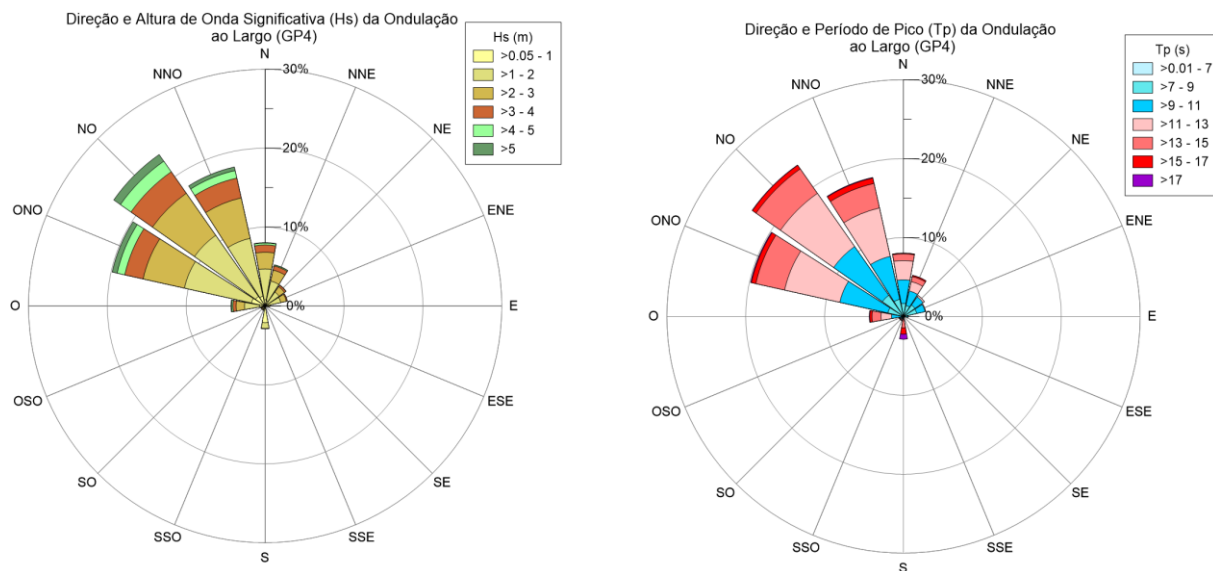 Direção e Altura de Onda Significativa (Hs) da Ondulação
ao Largo (GP4)
N
NNE
NE
ENE
E
ESE
SE
SSE
S
SSO
SO
OSO
O
ONO
NO
NNO
30%
20%
10%
0%
Hs (m)
>0.05 - 1
>1 - 2
>2 - 3
>3 - 4
>4 - 5
>5
Direção e Período de Pico (Tp) da Ondulação
ao Largo (GP4)
N
NNE
NE
ENE
E
ESE
SE
SSE
S
SSO
SO
OSO
O
ONO
NO
NNO
30%
20%
10%
0%
Tp (s)
>0.01 - 7
>7 - 9
>9 - 11
>11 - 13
>13 - 15
>15 - 17
>17